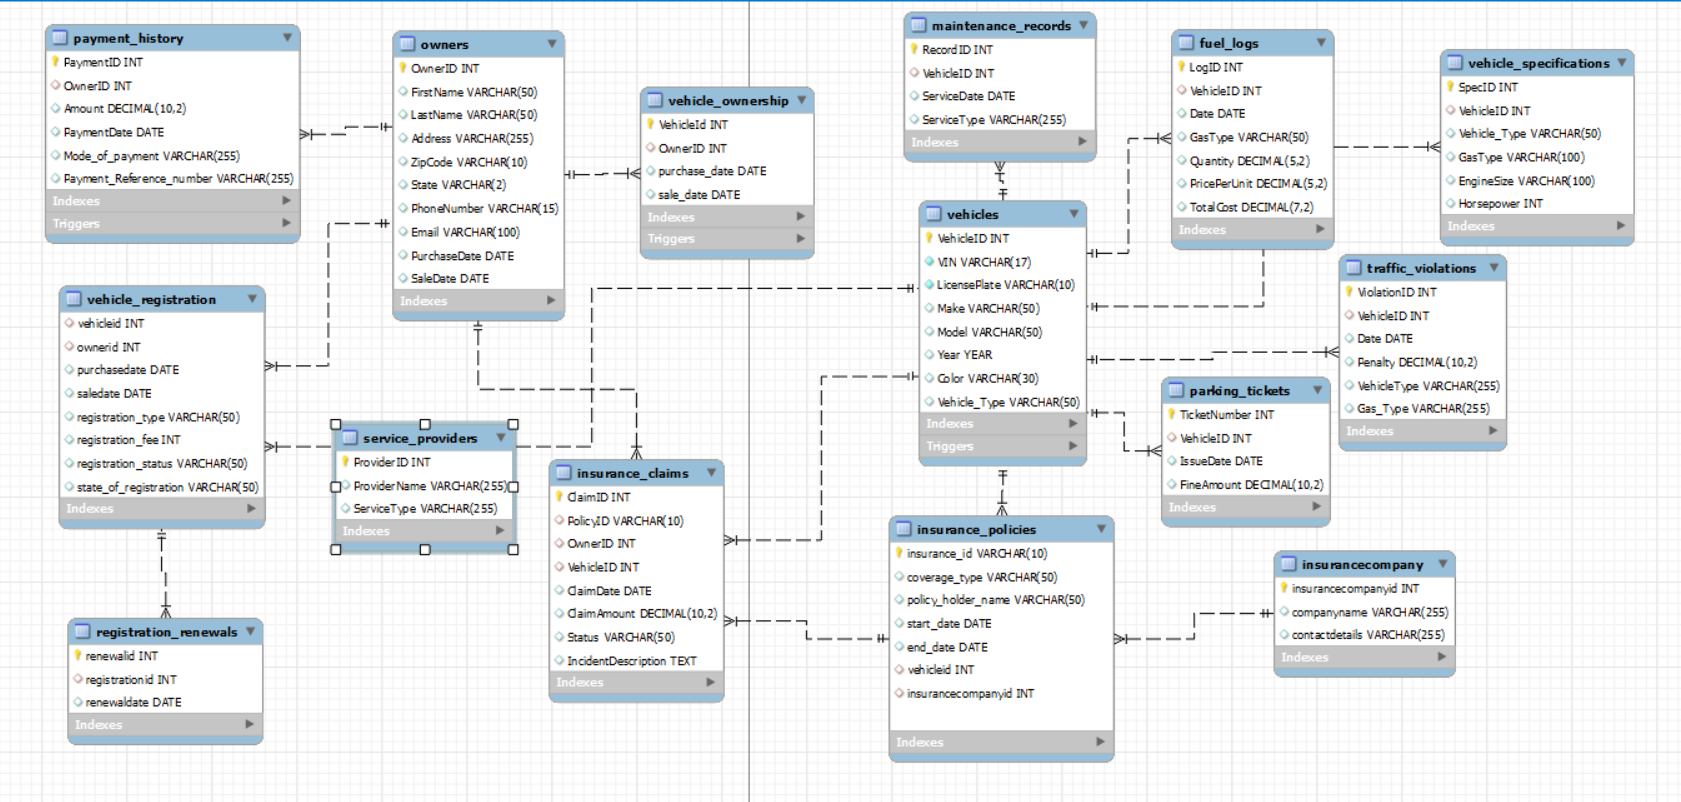 payment_history
PaymentID INT
OwnerID INT
Amount DECIMAL(10,2)
PaymentDate DATE
Mode_of_payment VARCHAR(255)
Payment_Reference_number VARCHAR(255)
Indexes
Triggers
owners
OwnerID INT
FirstName VARCHAR(50)
LastName VARCHAR(50)
Address VARCHAR(255)
ZipCode VARCHAR(10)
State VARCHAR(2)
PhoneNumber VARCHAR(15)
Email VARCHAR(100)
PurchaseDate DATE
SaleDate DATE
Indexes
vehicle_ownership
VehicleId INT
OwnerID INT
purchase_date DATE
sale_date DATE
Indexes
Triggers
maintenance_records
RecordID INT
VehicleID INT
ServiceDate DATE
ServiceType VARCHAR(255)
Indexes
fuel_logs
LogID INT
VehicleID INT
Date DATE
GasType VARCHAR(50)
Quantity DECIMAL(5,2)
PricePerUnit DECIMAL(5,2)
TotalCost DECIMAL(7,2)
Indexes
vehicle_specifications
SpecID INT
VehicleID INT
Vehicle_Type VARCHAR(50)
GasType VARCHAR(100)
EngineSize VARCHAR(100)
Horsepower INT
Indexes
vehicles
VehicleID INT
VIN VARCHAR(17)
LicensePlate VARCHAR(10)
Make VARCHAR(50)
Model VARCHAR(50)
Year YEAR
Color VARCHAR(30)
Vehicle_Type VARCHAR(50)
Indexes
Triggers
traffic_violations
ViolationID INT
VehicleID INT
Date DATE
Penalty DECIMAL(10,2)
VehicleType VARCHAR(255)
Gas_Type VARCHAR(255)
Indexes
vehicle_registration
vehicleid INT
ownerid INT
purchasedate DATE
saledate DATE
registration_type VARCHAR(50)
registration_fee INT
registration_status VARCHAR(50)
state_of_registration VARCHAR(50)
Indexes
service_providers
ProviderID INT
ProviderName VARCHAR(255)
ServiceType VARCHAR(255)
Indexes
insurance_claims
ClaimID INT
PolicyID VARCHAR(10)
OwnerID INT
VehicleID INT
ClaimDate DATE
ClaimAmount DECIMAL(10,2)
Status VARCHAR(50)
IncidentDescription TEXT
Indexes
parking_tickets
TicketNumber INT
VehicleID INT
IssueDate DATE
FineAmount DECIMAL(10,2)
Indexes
insurance_policies
insurance_id VARCHAR(10)
coverage_type VARCHAR(50)
policy_holder_name VARCHAR(50)
start_date DATE
end_date DATE
vehicleid INT
insurancecompanyid INT
Indexes
insurancecompany
insurancecompanyid INT
companyname VARCHAR(255)
contactdetails VARCHAR(255)
Indexes
registration_renewals
renewalid INT
registrationid INT
renewaldate DATE
Indexes